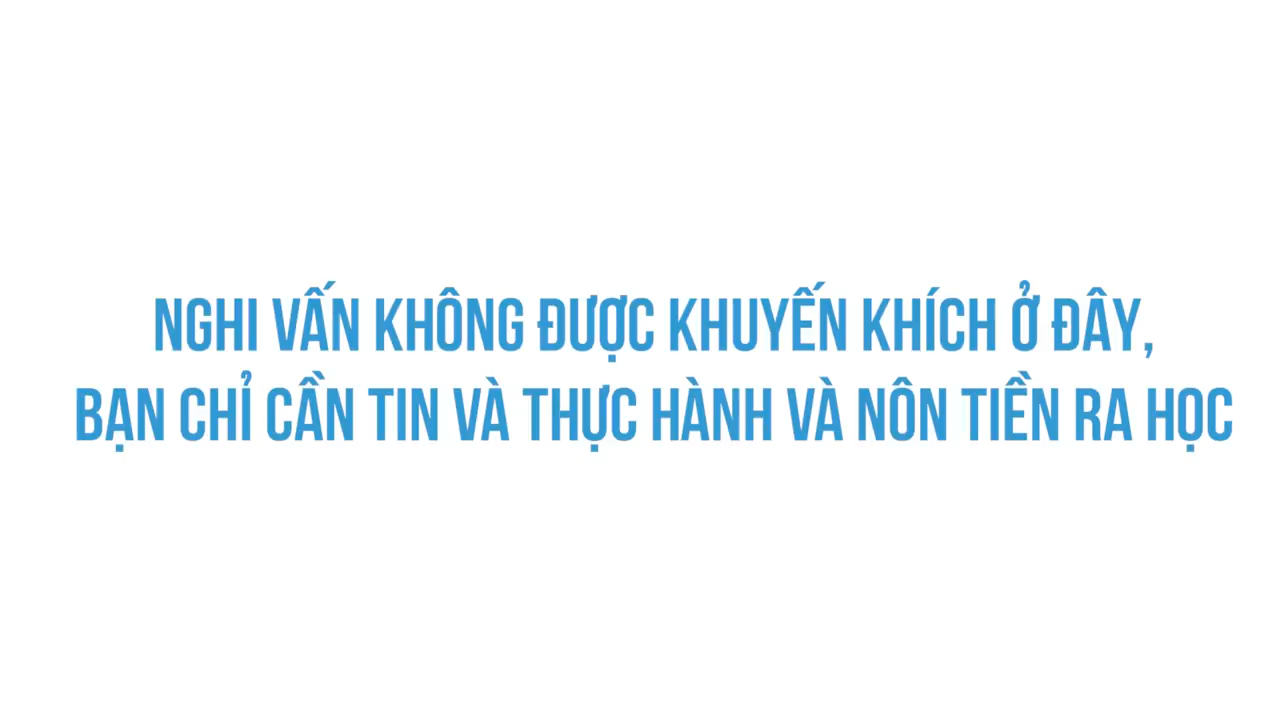 NGHI VẤN KHÔNG ĐƯỢC KHUYẾN KHÍCH Ở ĐÂY,
BẠN CHỈ CẦN TIN VÀ THỰC HÀNH VÀ NÔN TIỀN RA HỌC